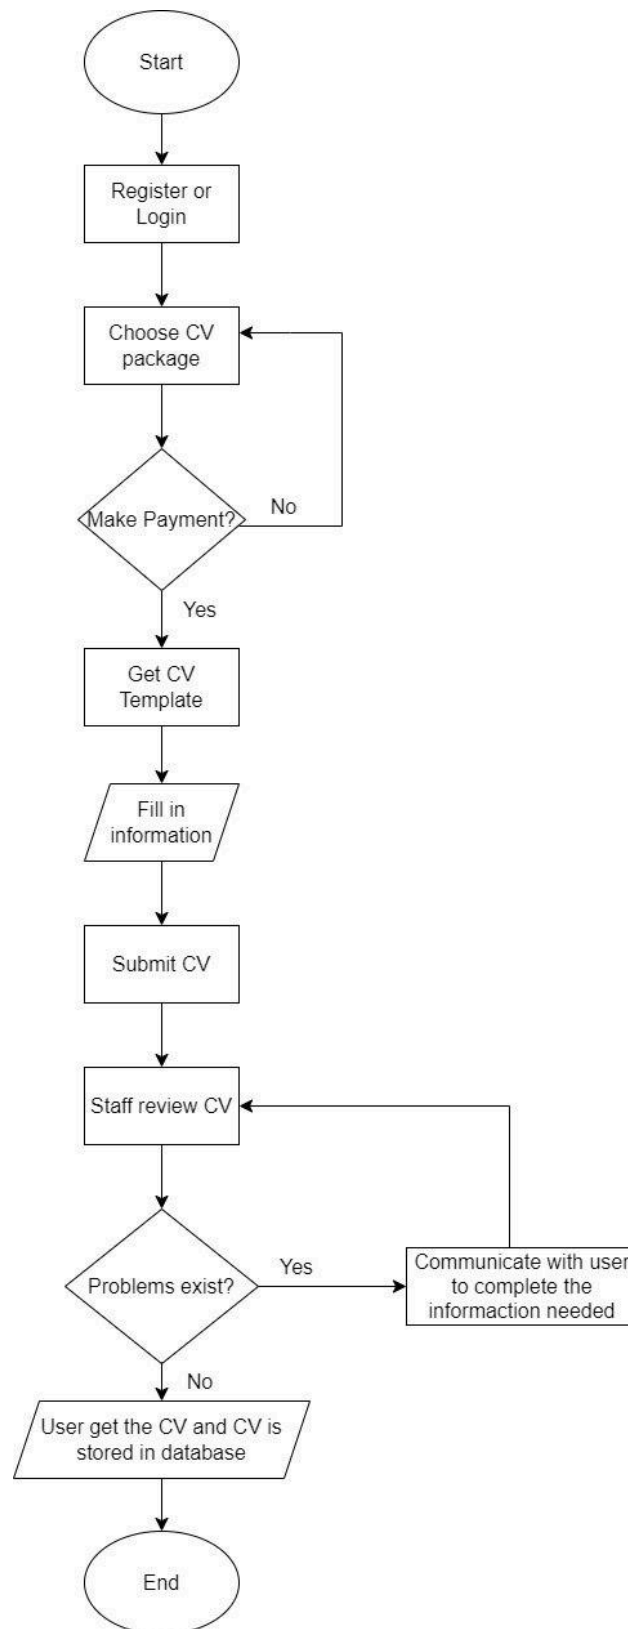 Start
Register or
Login
Choose CV
package
Make Payment?
No
Yes
Get CV
Template
Fill in
information
Submit CV
Staff review CV
Problems exist?
Yes
Communicate with user
to complete the
informaction needed
No
User get the CV and CV is
stored in database
End